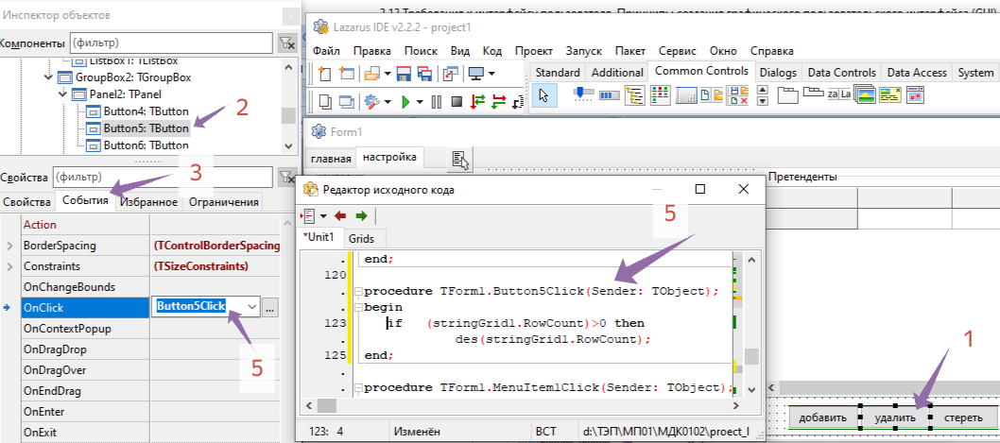 Инспектор объектов
Компоненты
(фильтр)
ListBox1: TListBox
GroupBox2: TGroupBox
Panel2: TPanel
Button4: TButton
Button5: TButton
Button6: TButton
2
Свойства
(фильтр)
3
Свойства
События
Избранное
Ограничения
Action
BorderSpacing
(TControlBorderSpacing
Constraints
(TSizeConstraints)
OnChangeBounds
OnClick
Button5Click
...
OnContextPopup
OnDragDrop
OnDragOver
OnEndDrag
OnEnter
OnExit
5
2.12 Требования к интерфейсу пользователя. Принципы создания графического пользовательского интерфейса (GUI)
Lazarus IDE v2.2.2 - project1
Файл Правка Поиск Вид Код Проект Запуск Пакет Сервис Окно Справка
Standard Additional Common Controls Dialogs Data Controls Data Access System
Form1
главная
настройка
Претенденты
Редактор исходного кода
*Unit1
Grids
5
end;
120
procedure TForm1.Button5Click(Sender: TObject);
begin
123 if (stringGrid1.RowCount)>0 then
des(stringGrid1.RowCount);
125 end;
procedure TForm1.MenuItem1Click(Sender: TObject);
123: 4
Изменён
ВСТ
d:\ТЭП\МП01\МДК0102\proect_l
1
добавить
удалить
стереть